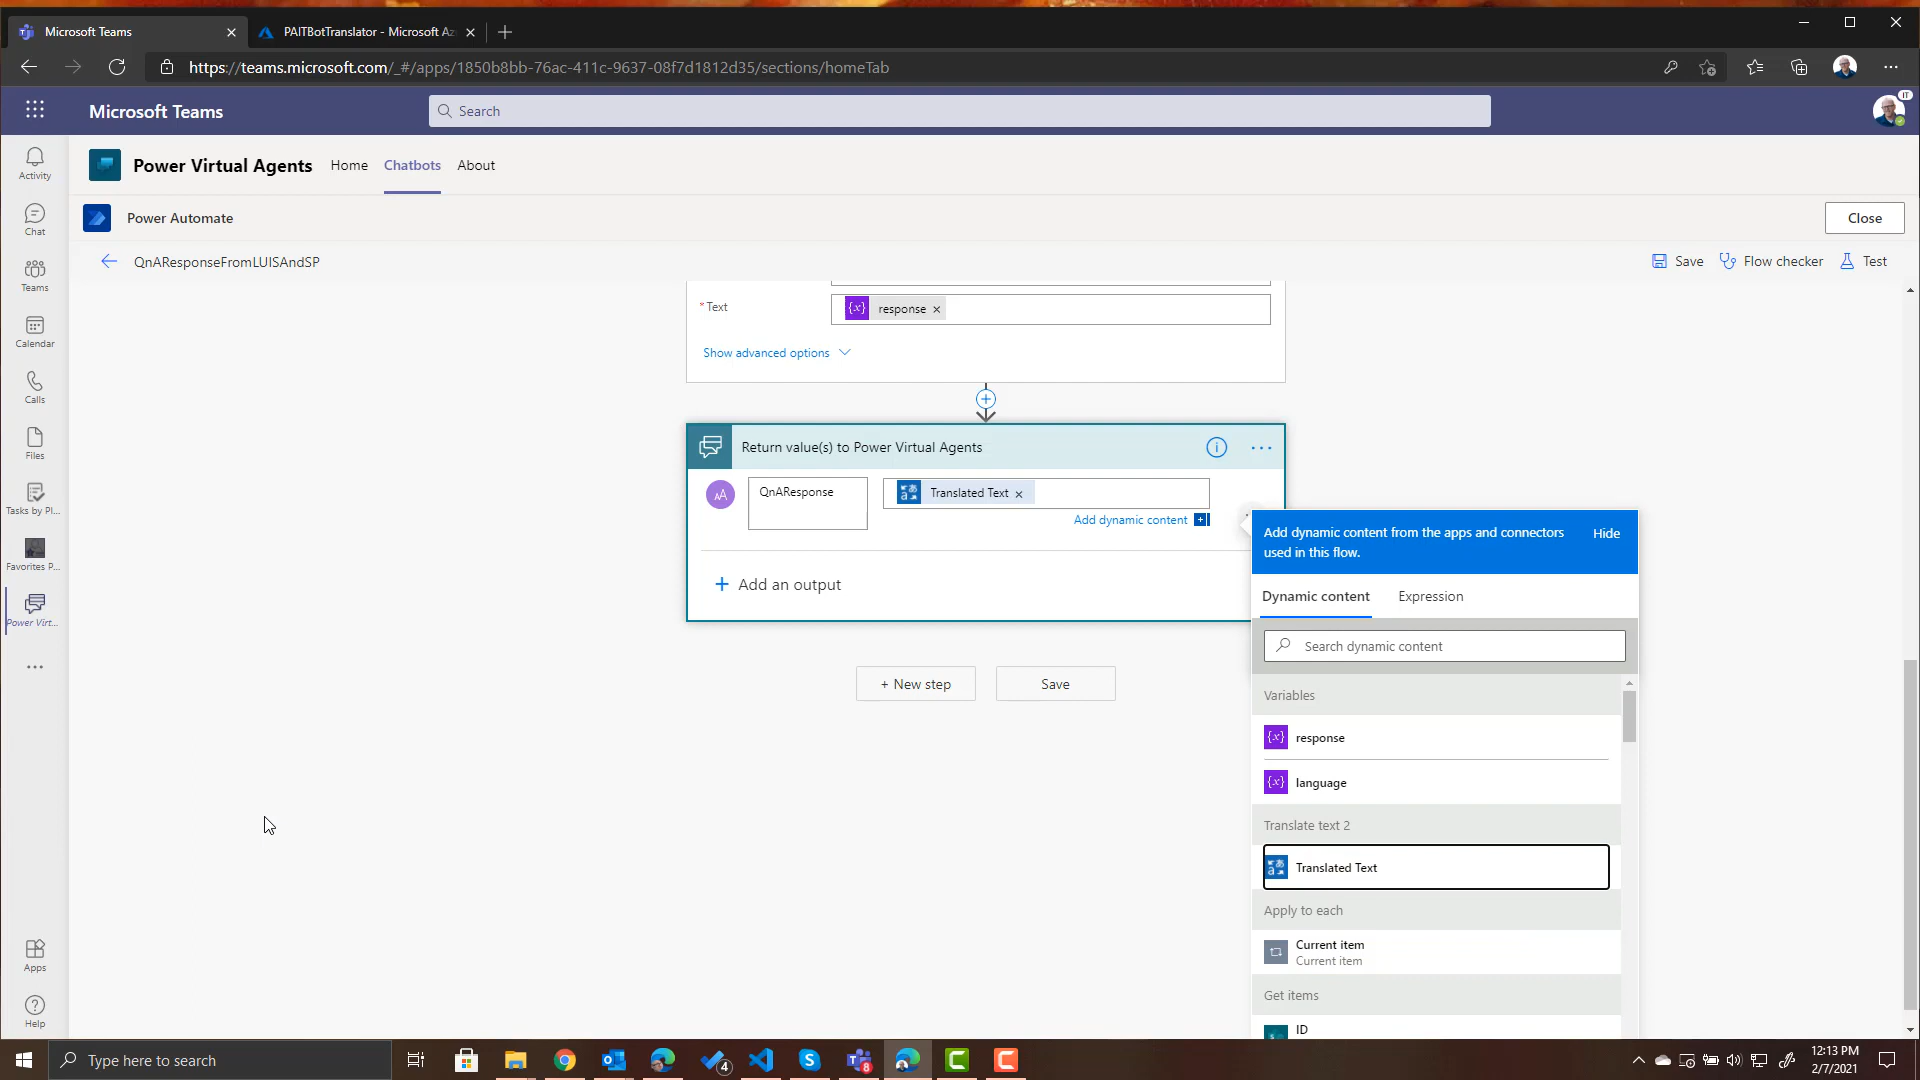 Microsoft Teams
PAITBotTranslator - Microsoft Az
https://teams.microsoft.com/_#/apps/1850b8bb-76ac-411c-9637-08f7d1812d35/sections/homeTab
Microsoft Teams
Search
IT
Activity
Chat
Teams
Calendar
Calls
Files
Tasks by Pl...
Favorites P...
Power Virt...
Apps
Help
Power Virtual Agents
Home
Chatbots
About
Power Automate
Close
QnAResponseFromLUISAndSP
Save
Flow checker
Test
* Text
{x} response ×
Show advanced options
Return value(s) to Power Virtual Agents
AA
QnAResponse
Translated Text ×
Add dynamic content
+ Add an output
+ New step
Save
Add dynamic content from the apps and connectors
used in this flow.
Hide
Dynamic content
Expression
Search dynamic content
Variables
{x} response
{x} language
Translate text 2
Translated Text
Apply to each
Current item
Current item
Get items
ID
Type here to search
4
8
12:13 PM
2/7/2021